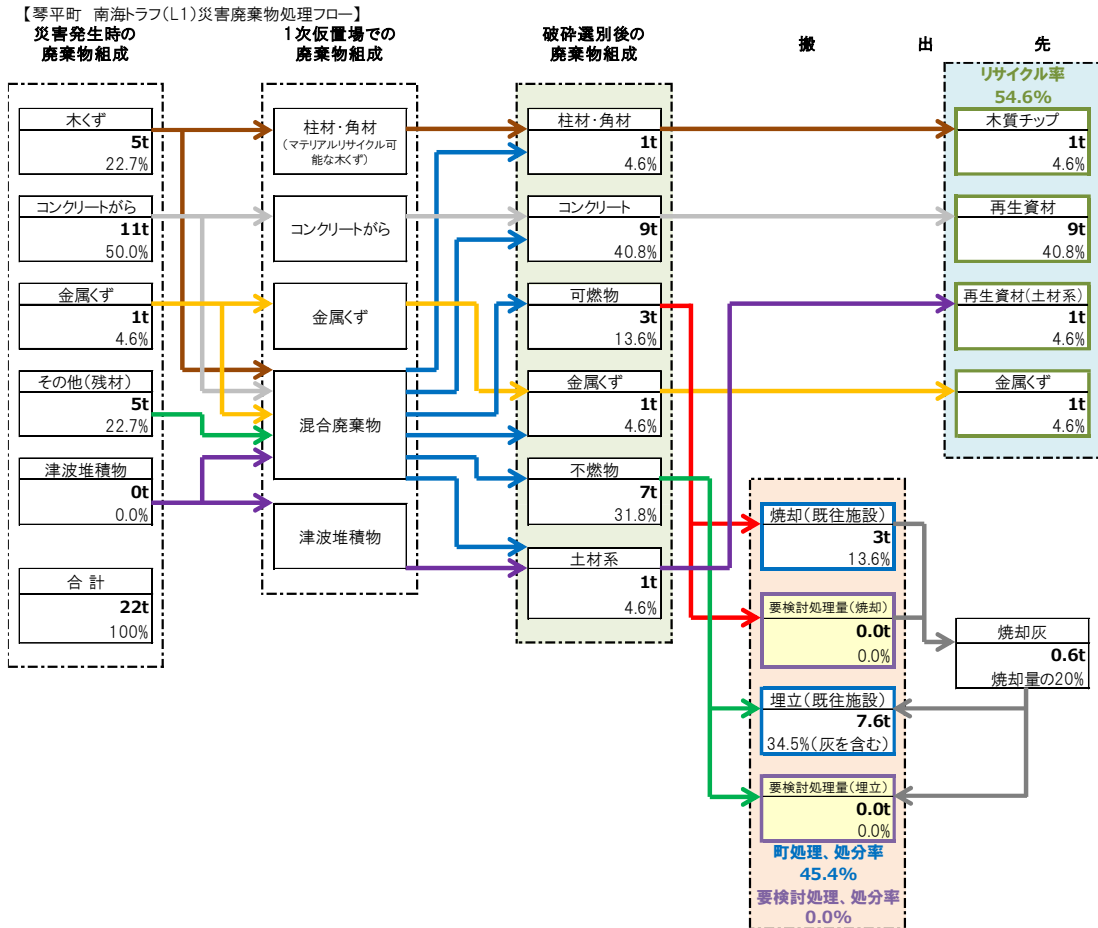 【琴平町 南海トラフ(L1)災害廃棄物処理フロー】
災害発生時の
廃棄物組成
1次仮置場での
廃棄物組成
破砕選別後の
廃棄物組成
搬 出 先
木くず
5t
22.7%
コンクリートがら
11t
50.0%
金属くず
1t
4.6%
その他(残材)
5t
22.7%
津波堆積物
0t
0.0%
合計
22t
100%
柱材・角材
(マテリアルリサイクル可
能な木くず)
コンクリートがら
金属くず
混合廃棄物
津波堆積物
柱材・角材
1t
4.6%
コンクリート
9t
40.8%
可燃物
3t
13.6%
金属くず
1t
4.6%
不燃物
7t
31.8%
土材系
1t
4.6%
リサイクル率
54.6%
木質チップ
1t
4.6%
再生資材
9t
40.8%
再生資材(土材系)
1t
4.6%
金属くず
1t
4.6%
焼却(既往施設)
3t
13.6%
要検討処理量(焼却)
0.0t
0.0%
埋立(既往施設)
7.6t
34.5%(灰を含む)
要検討処理量(埋立)
0.0t
0.0%
町処理、処分率
45.4%
要検討処理、処分率
0.0%
焼却灰
0.6t
焼却量の20%